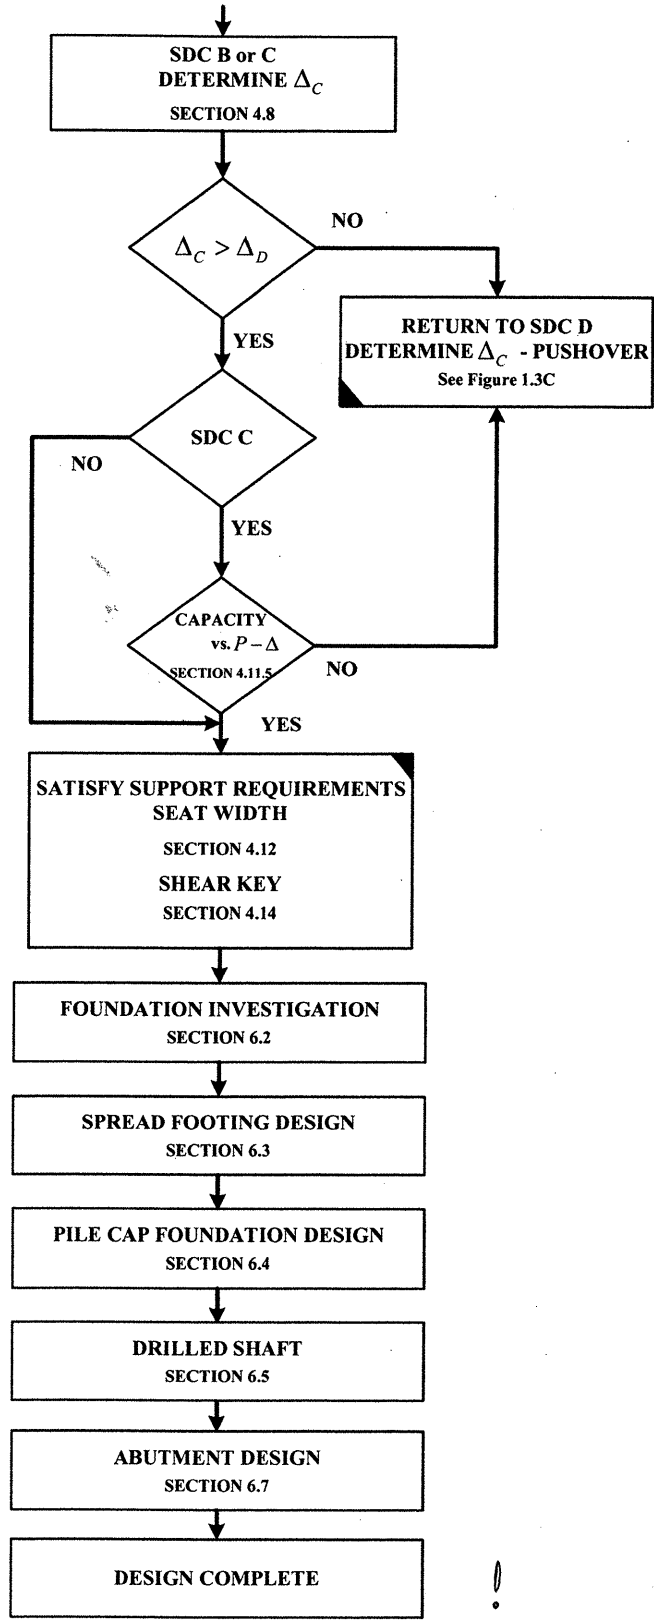 SDC B or C
DETERMINE Δ_C
SECTION 4.8
Δ_C > Δ_D
NO
YES
RETURN TO SDC D
DETERMINE Δ_C - PUSHOVER
See Figure 1.3C
SDC C
NO
YES
CAPACITY
vs. P – Δ
SECTION 4.11.5
NO
YES
SATISFY SUPPORT REQUIREMENTS
SEAT WIDTH
SECTION 4.12
SHEAR KEY
SECTION 4.14
FOUNDATION INVESTIGATION
SECTION 6.2
SPREAD FOOTING DESIGN
SECTION 6.3
PILE CAP FOUNDATION DESIGN
SECTION 6.4
DRILLED SHAFT
SECTION 6.5
ABUTMENT DESIGN
SECTION 6.7
DESIGN COMPLETE
!